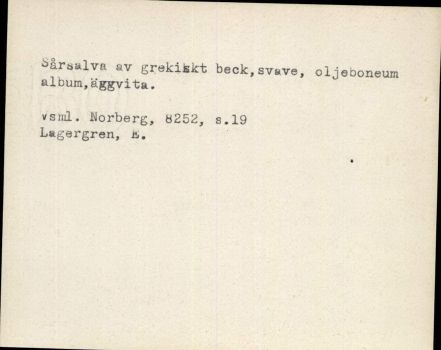 Sårsalva av grekiskt beck,svave, oljeboneum
album,äggvita.
Vsml. Norberg, 8252, s.19
Lagergren, E.